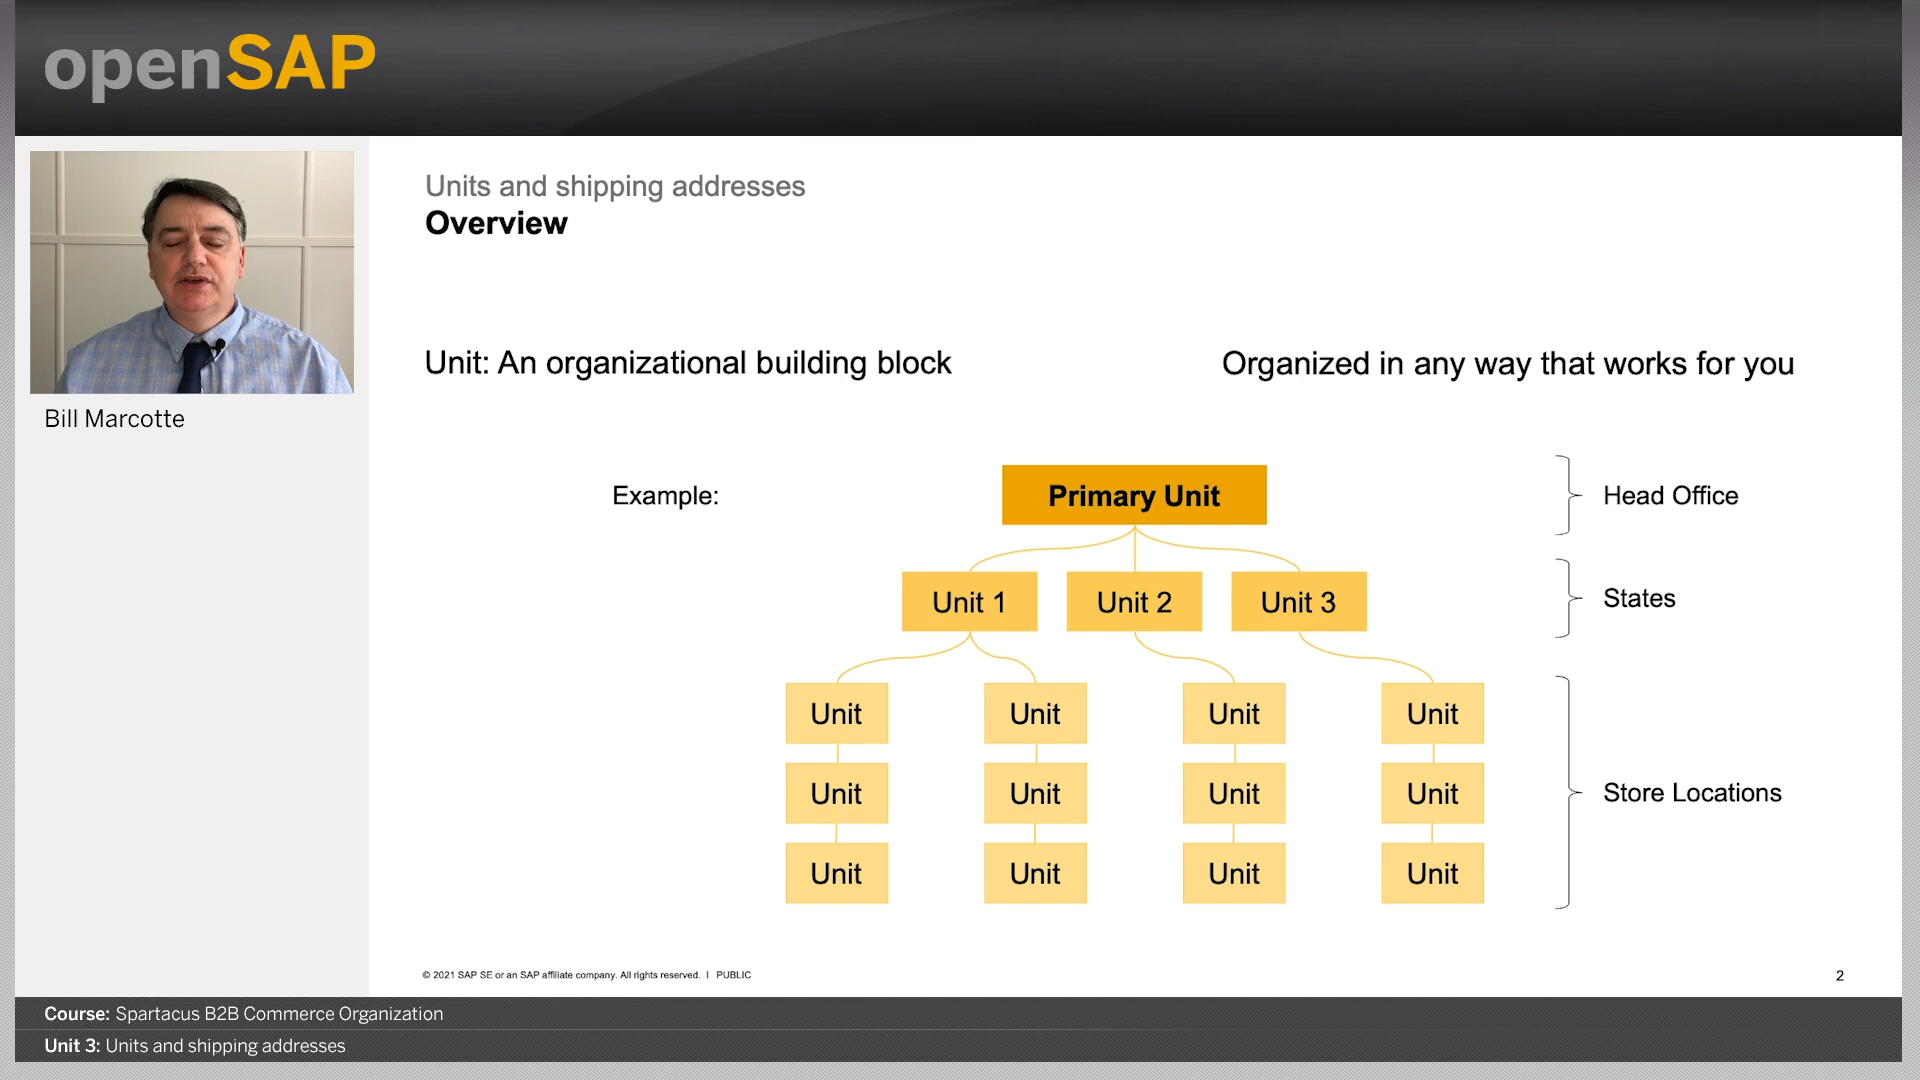 openSAP
Bill Marcotte
Units and shipping addresses
Overview
Unit: An organizational building block
Organized in any way that works for you
Example:
Primary Unit
Head Office
Unit 1
Unit 2
Unit 3
States
Unit
Unit
Unit
Unit
Unit
Unit
Unit
Unit
Store Locations
Unit
Unit
Unit
Unit
© 2021 SAP SE or an SAP affiliate company. All rights reserved. I PUBLIC
2
Course: Spartacus B2B Commerce Organization
Unit 3: Units and shipping addresses